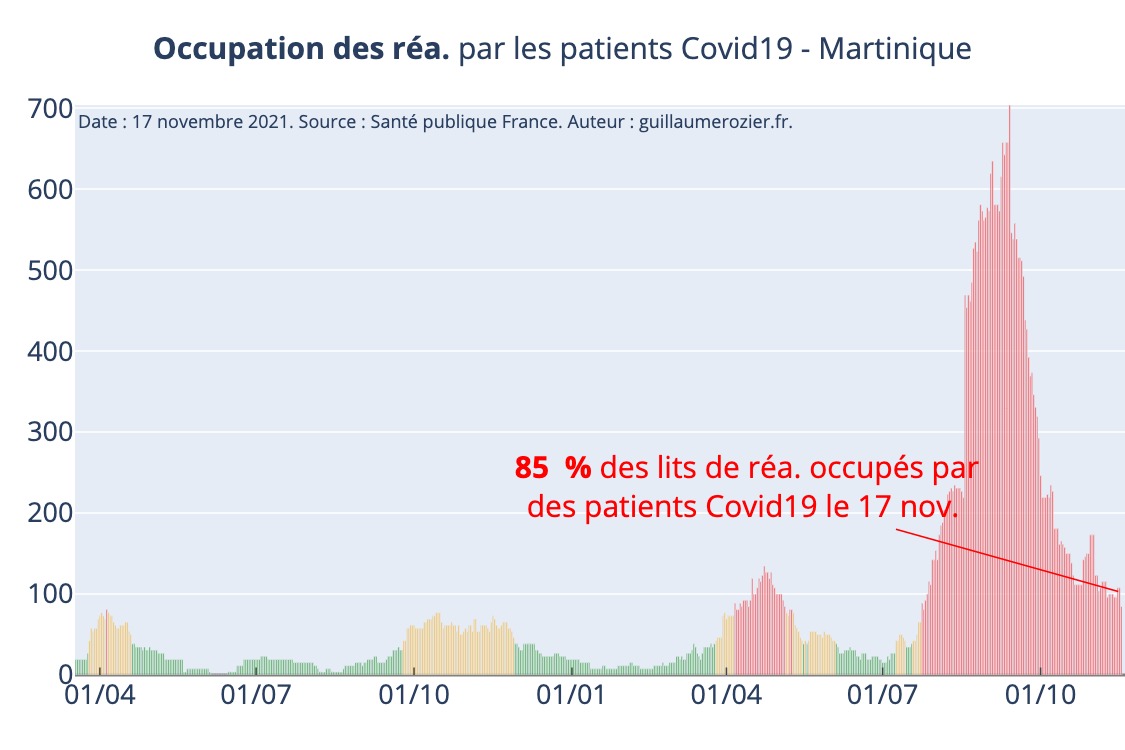 Occupation des réa. par les patients Covid19 - Martinique
700
Date : 17 novembre 2021. Source : Santé publique France. Auteur : guillaumerozier.fr.
600
500
400
300
85 % des lits de réa. occupés par
des patients Covid19 le 17 nov.
200
100
0
01/04 01/07 01/10 01/01 01/04 01/07 01/10